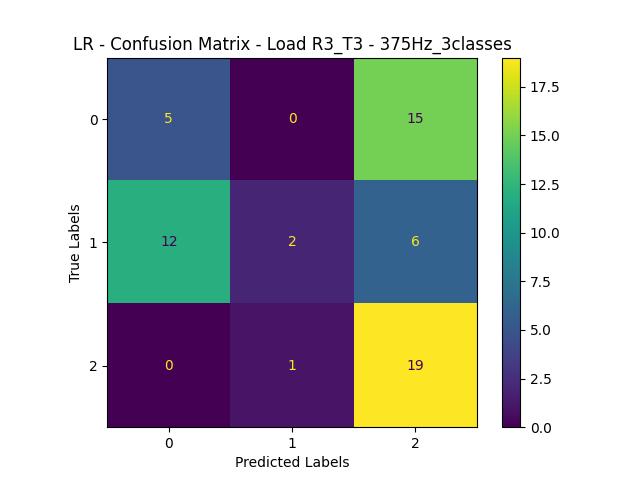 LR - Confusion Matrix - Load R3_T3 - 375Hz_3classes
True Labels
0 5 0 15
1 12 2 6
2 0 1 19
0 1 2
Predicted Labels
17.5
15.0
12.5
10.0
7.5
5.0
2.5
0.0